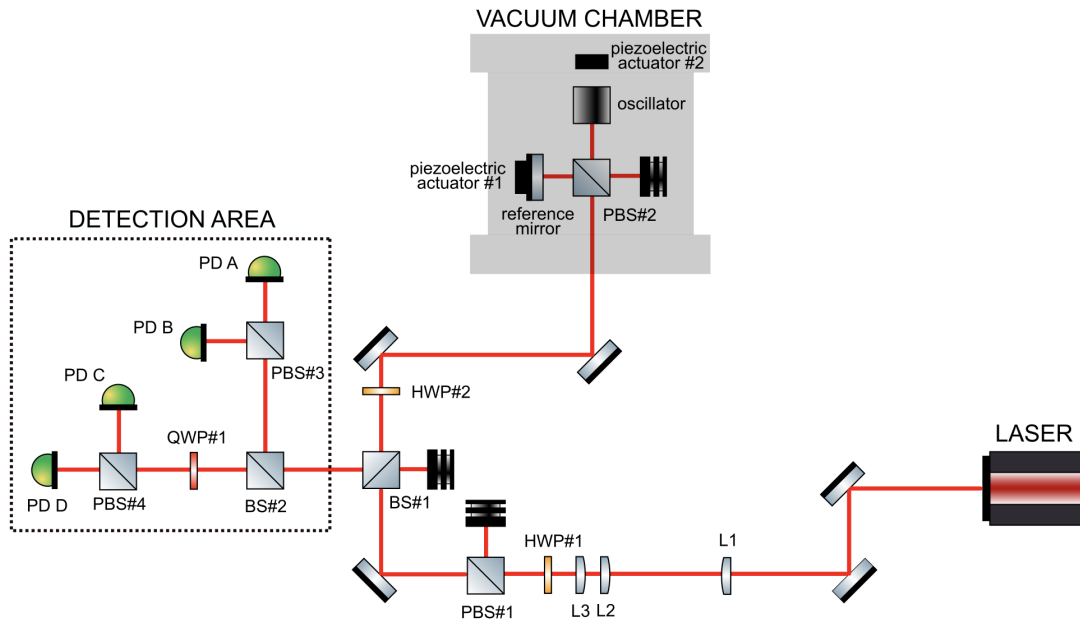 VACUUM CHAMBER
piezoelectric
actuator #2
oscillator
piezoelectric
actuator #1
reference
mirror
PBS#2
DETECTION AREA
PD A
PD B
PBS#3
PD C
QWP#1
PD D
PBS#4
BS#2
HWP#2
BS#1
LASER
HWP#1
L1
PBS#1
L3
L2